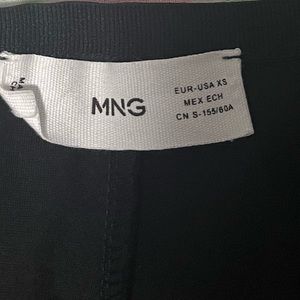 MNG
EUR-USA XS
MEX ECH
CN S-155/60A